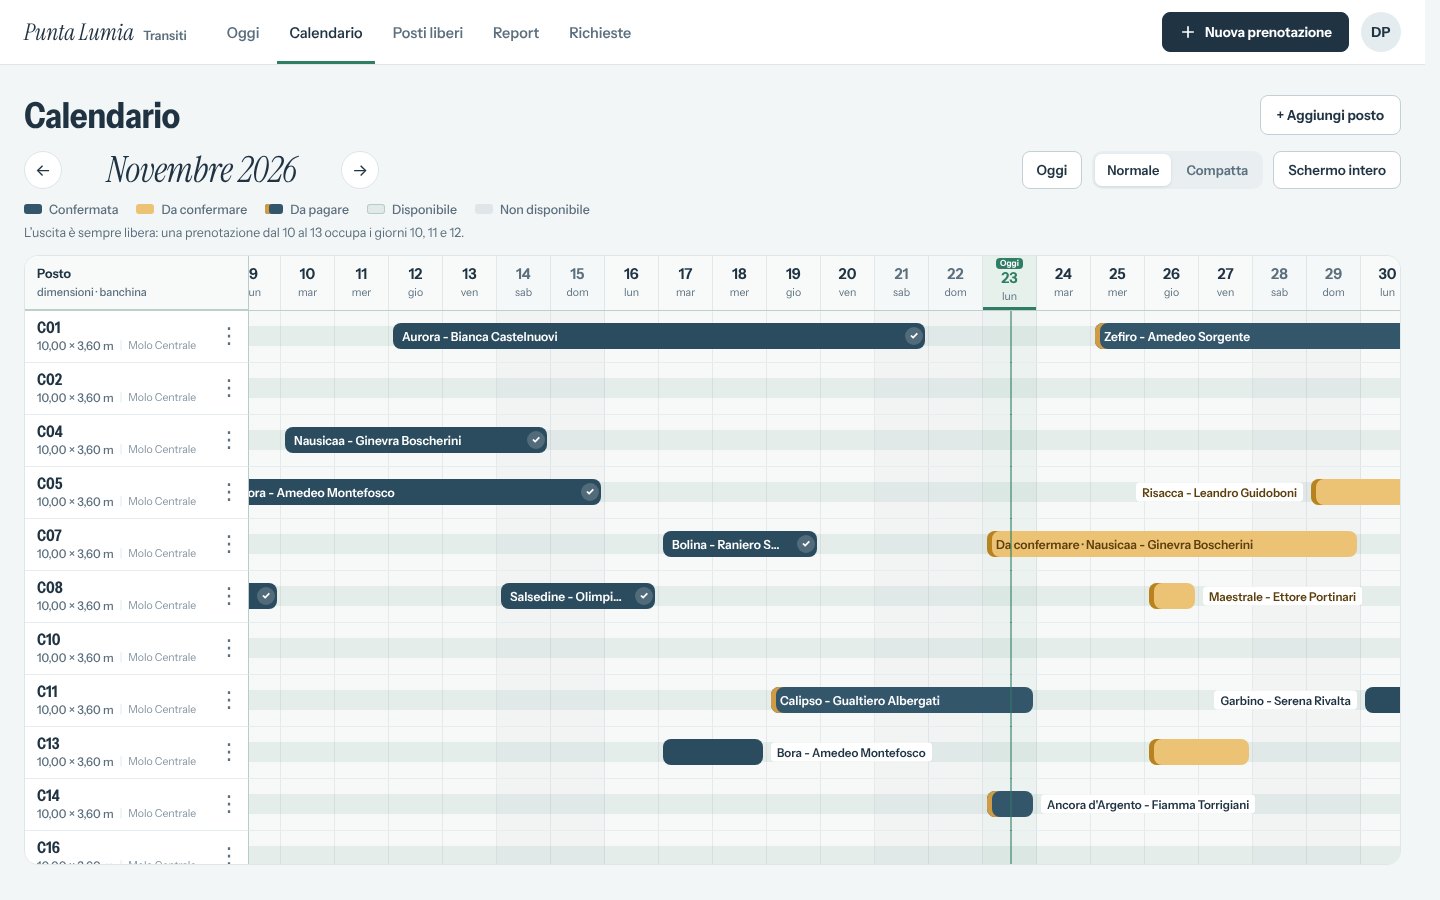 Punta Lumia Transiti Oggi Calendario Posti liberi Report Richieste + Nuova prenotazione DP
Calendario
+ Aggiungi posto
Novembre 2026
Oggi Normale Compatta Schermo intero
Confermata Da confermare Da pagare Disponibile Non disponibile
L'uscita è sempre libera: una prenotazione dal 10 al 13 occupa i giorni 10, 11 e 12.
Oggi
Posto 9 10 11 12 13 14 15 16 17 18 19 20 21 22 23 24 25 26 27 28 29 30
dimensioni · banchina un mar mer gio ven sab dom lun mar mer gio ven sab dom lun mar mer gio ven sab dom lun
C01
10,00 × 3,60 m Molo Centrale
Aurora - Bianca Castelnuovi
Zefiro - Amedeo Sorgente
C02
10,00 × 3,60 m Molo Centrale
C04
10,00 × 3,60 m Molo Centrale
Nausicaa - Ginevra Boscherini
C05
10,00 × 3,60 m Molo Centrale
ora - Amedeo Montefosco
Risacca - Leandro Guidoboni
C07
10,00 × 3,60 m Molo Centrale
Bolina - Raniero S...
Da confermare · Nausicaa - Ginevra Boscherini
C08
10,00 × 3,60 m Molo Centrale
Salsedine - Olimpi...
Maestrale - Ettore Portinari
C10
10,00 × 3,60 m Molo Centrale
C11
10,00 × 3,60 m Molo Centrale
Calipso - Gualtiero Albergati
Garbino - Serena Rivalta
C13
10,00 × 3,60 m Molo Centrale
Bora - Amedeo Montefosco
C14
10,00 × 3,60 m Molo Centrale
Ancora d'Argento - Fiamma Torrigiani
C16
10,00 × 3,60 m Molo Centrale